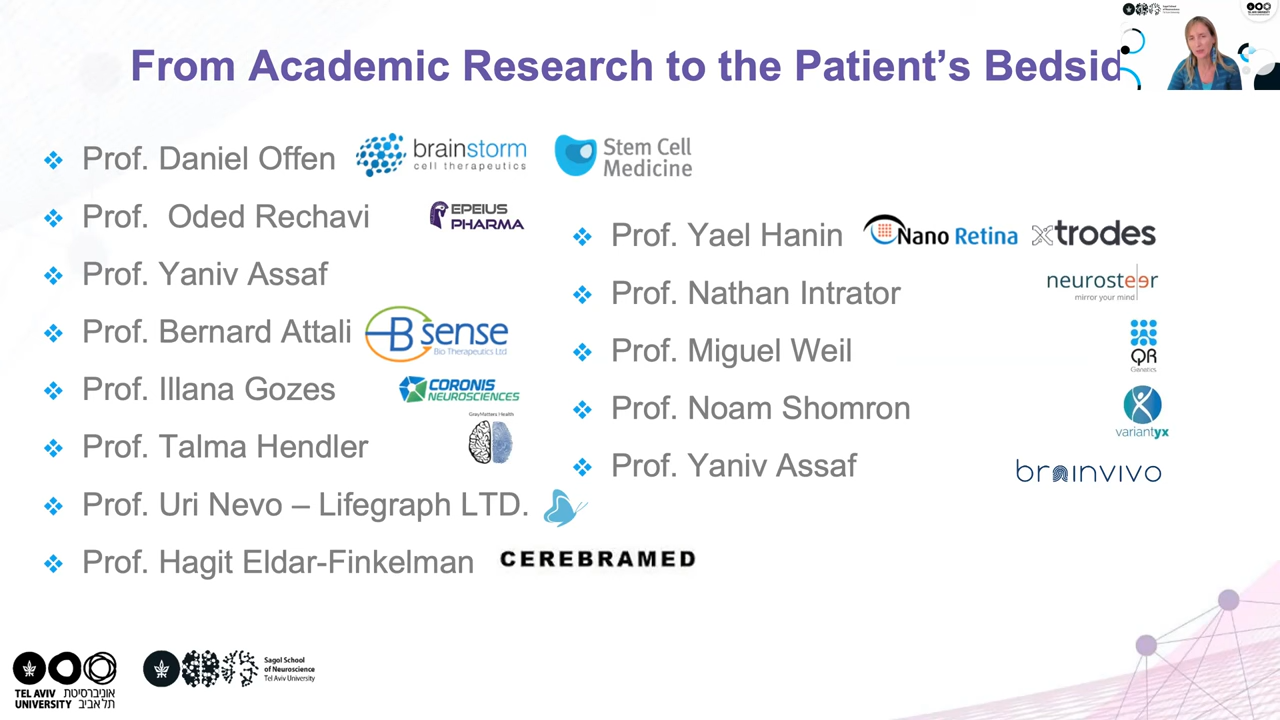 From Academic Research to the Patient's Bedsid
Prof. Daniel Offen
brainstorm
cell therapeutics
Stem Cell
Medicine
Prof. Oded Rechavi
EPEIUS
PHARMA
Prof. Yaniv Assaf
Prof. Bernard Attali
B sense
Bio Therapeutics Ltd
Prof. Illana Gozes
CORONIS
NEUROSCIENCES
Prof. Talma Hendler
GrayMatters Health
Prof. Uri Nevo – Lifegraph LTD.
Prof. Hagit Eldar-Finkelman
CEREBRAMED
Prof. Yael Hanin
Nano Retina
xtrodes
Prof. Nathan Intrator
neurosteer
mirror your mind
Prof. Miguel Weil
QR
Genetics
Prof. Noam Shomron
variantyx
Prof. Yaniv Assaf
brainvivo
TEL AVIV אוניברסיטת
UNIVERSITY תל אביב
Sagol School
of Neuroscience
Tel Aviv University